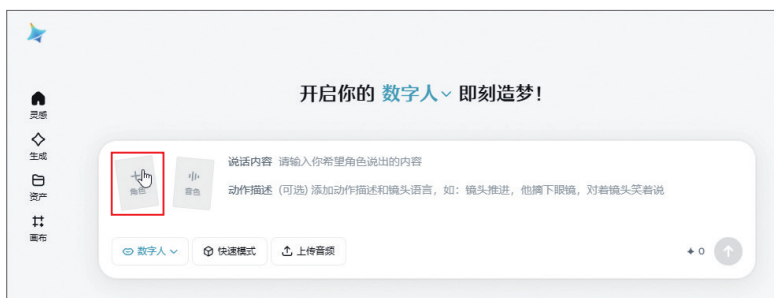 开启你的 数字人 即刻造梦！
灵感
生成
资产
画布
角色
音色
说话内容 请输入你希望角色说出的内容
动作描述 (可选) 添加动作描述和镜头语言，如：镜头推进，他摘下眼镜，对着镜头笑着说
数字人
快速模式
上传音频
0